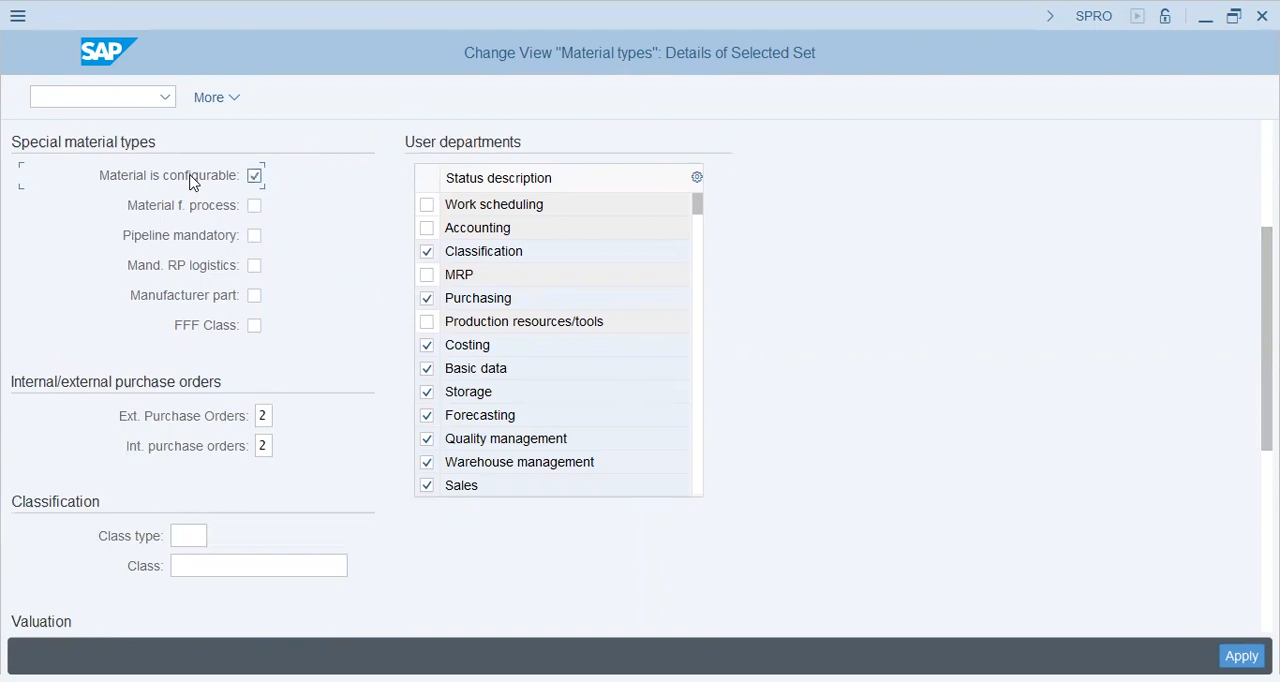 SPRO
SAP
Change View "Material types": Details of Selected Set
More
Special material types
Material is configurable:
Material f. process:
Pipeline mandatory:
Mand. RP logistics:
Manufacturer part:
FFF Class:
Internal/external purchase orders
Ext. Purchase Orders: 2
Int. purchase orders: 2
Classification
Class type:
Class:
Valuation
User departments
Status description
Work scheduling
Accounting
Classification
MRP
Purchasing
Production resources/tools
Costing
Basic data
Storage
Forecasting
Quality management
Warehouse management
Sales
Apply